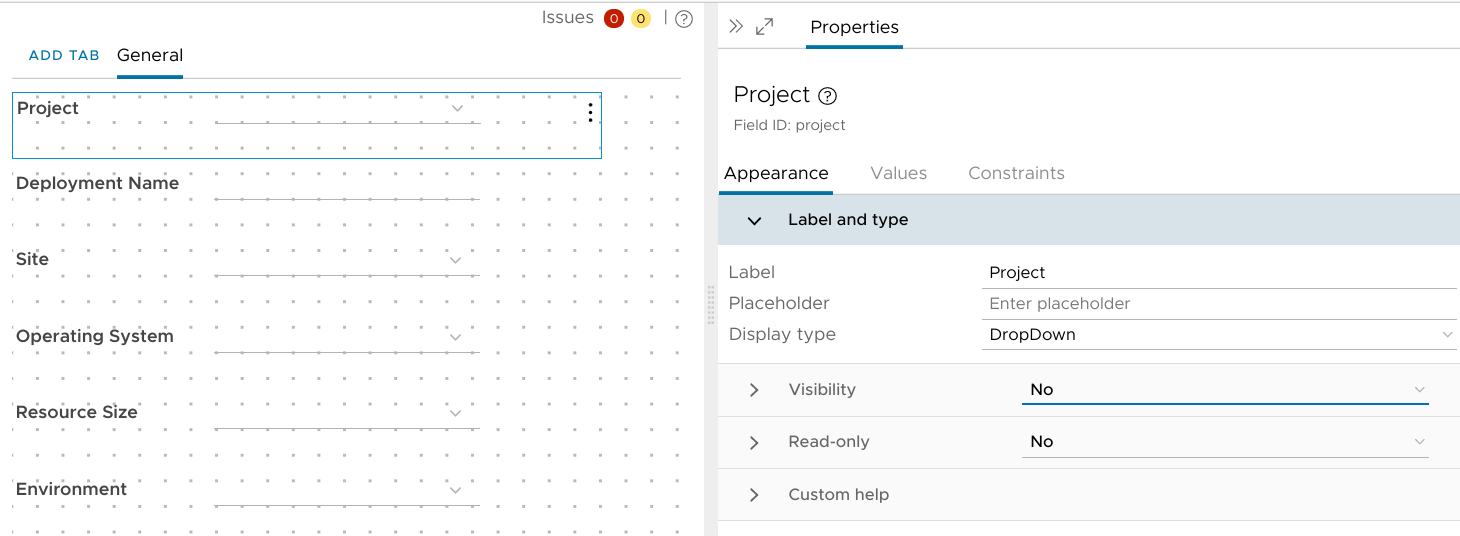 Issues 0 0 | ?
ADD TAB General
Project
Deployment Name
Site
Operating System
Resource Size
Environment
Properties
Project ?
Field ID: project
Appearance Values Constraints
Label and type
Label Project
Placeholder Enter placeholder
Display type DropDown
Visibility No
Read-only No
Custom help